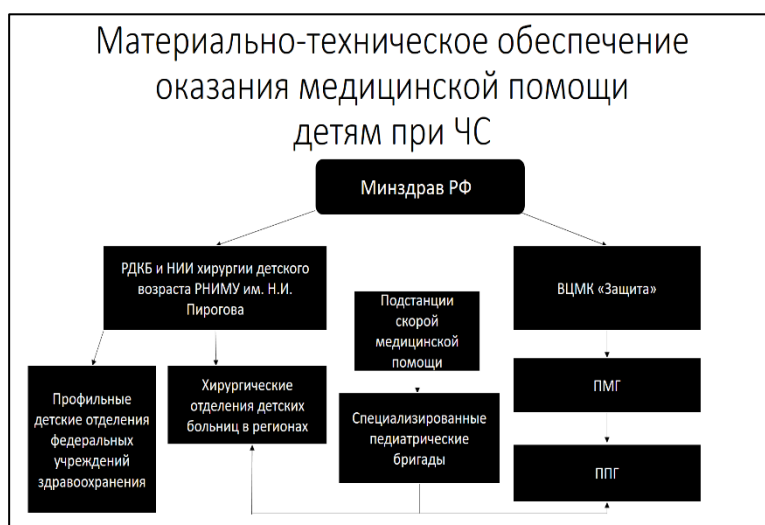 Материально-техническое обеспечение
оказания медицинской помощи
детям при ЧС
Минздрав РФ
РДКБ и НИИ хирургии детского
возраста РНИМУ им. Н.И.
Пирогова
ВЦМК «Защита»
Подстанции
скорой
медицинской
помощи
Профильные
детские отделения
федеральных
учреждений
здравоохранения
Хирургические
отделения детских
больниц в регионах
Специализированные
педиатрические
бригады
ПМГ
ППГ